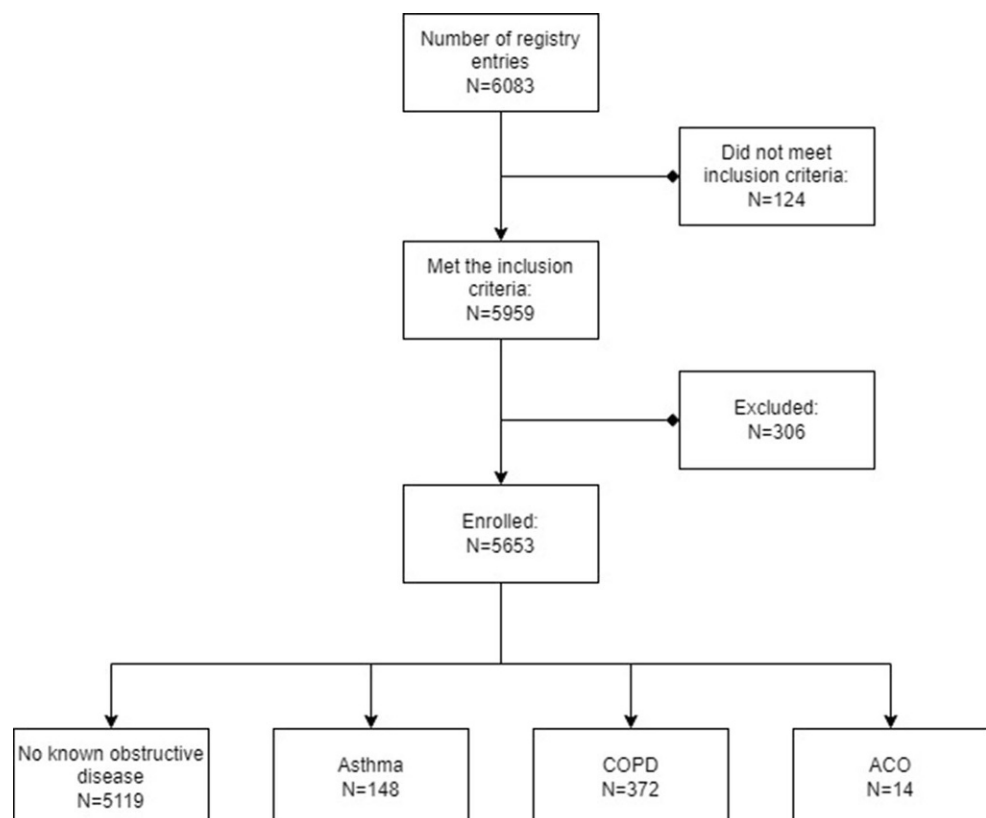 Number of registry
entries
N=6083
Did not meet
inclusion criteria:
N=124
Met the inclusion
criteria:
N=5959
Excluded:
N=306
Enrolled:
N=5653
No known obstructive
disease
N=5119
Asthma
N=148
COPD
N=372
ACO
N=14